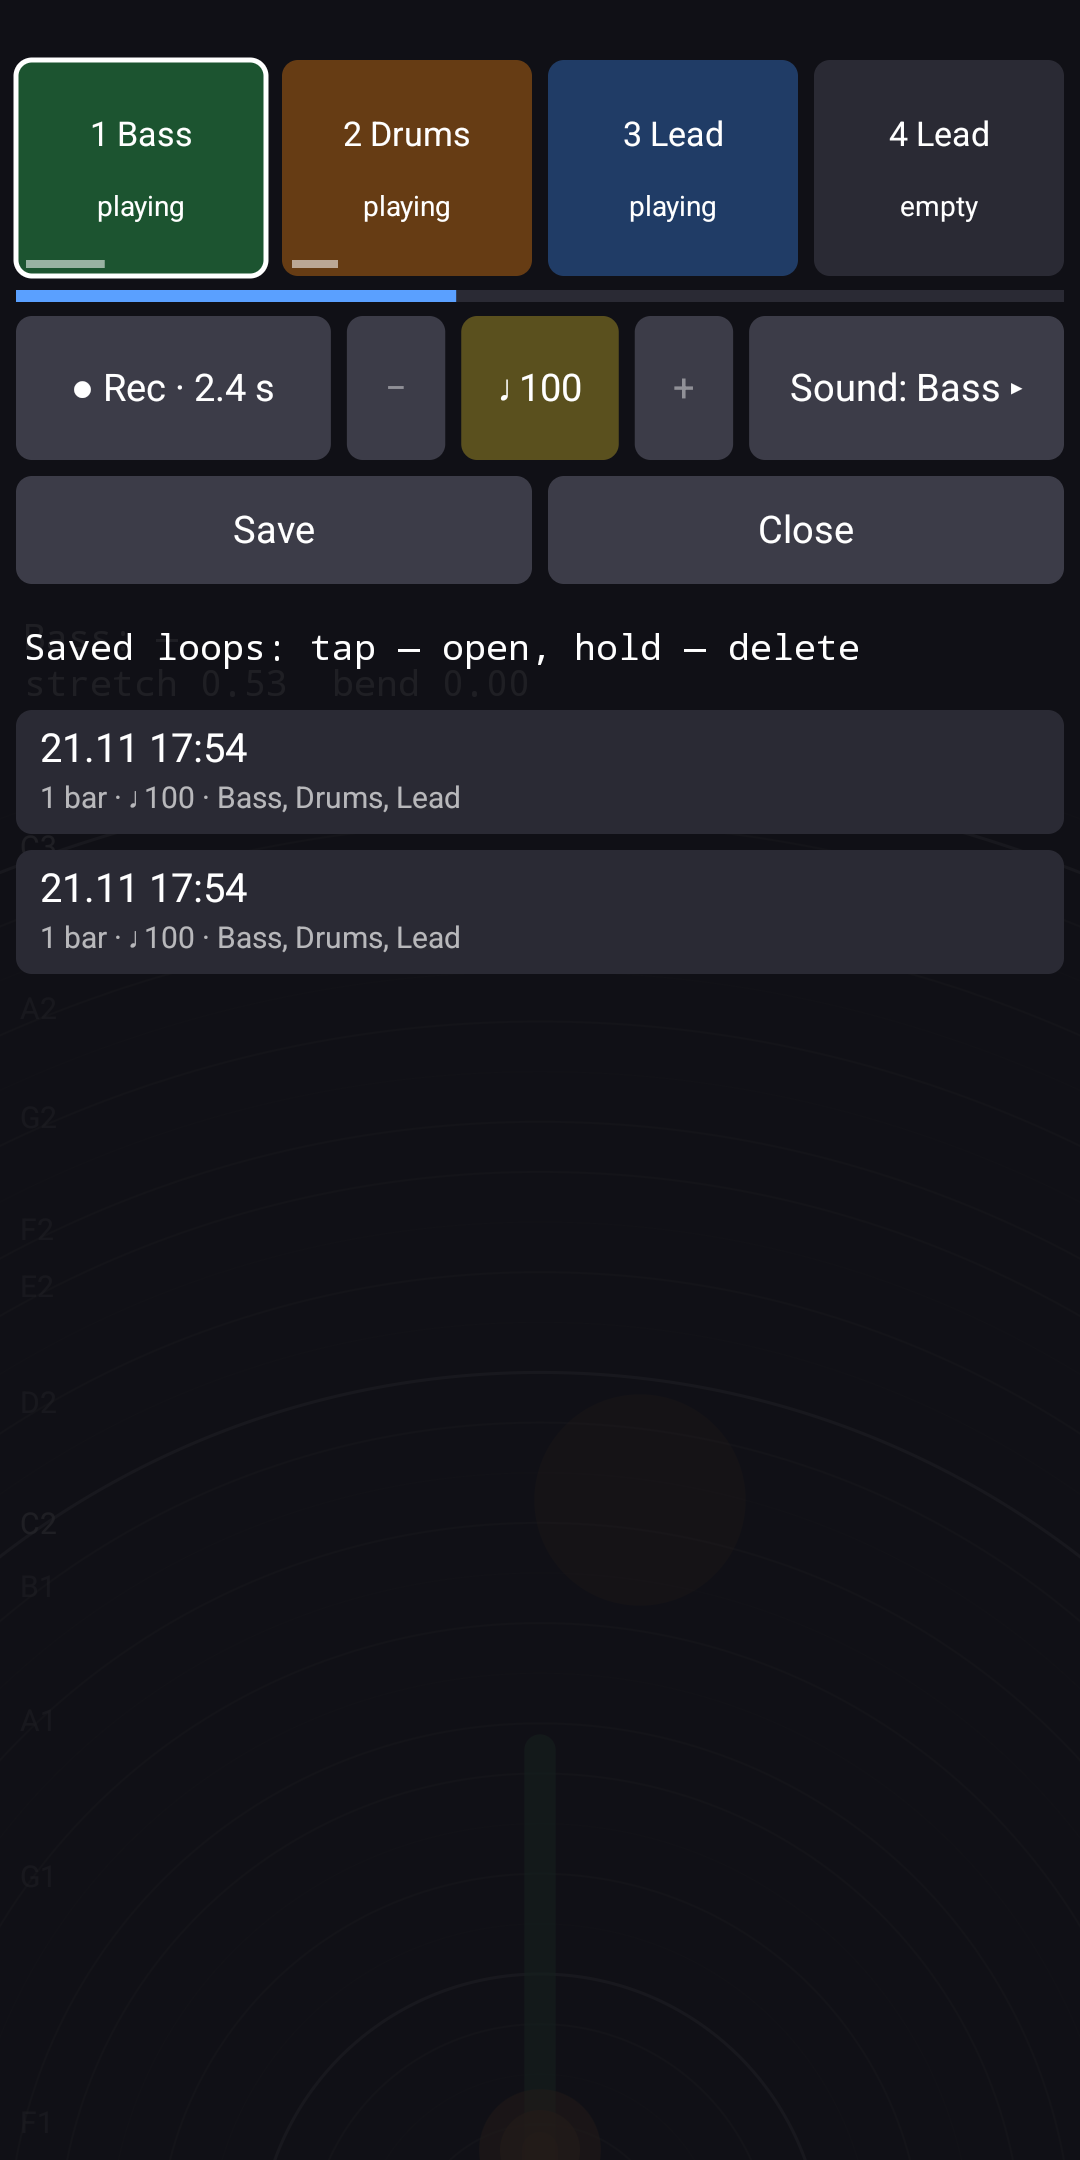 1 Bass
playing
2 Drums
playing
3 Lead
playing
4 Lead
empty
● Rec · 2.4 s
−
♩100
+
Sound: Bass ▸
Save
Close
Bass: –
Saved loops: tap — open, hold — delete
stretch 0.53 bend 0.00
21.11 17:54
1 bar · ♩100 · Bass, Drums, Lead
C3
21.11 17:54
1 bar · ♩100 · Bass, Drums, Lead
A2
G2
F2
E2
D2
C2
B1
A1
G1
F1